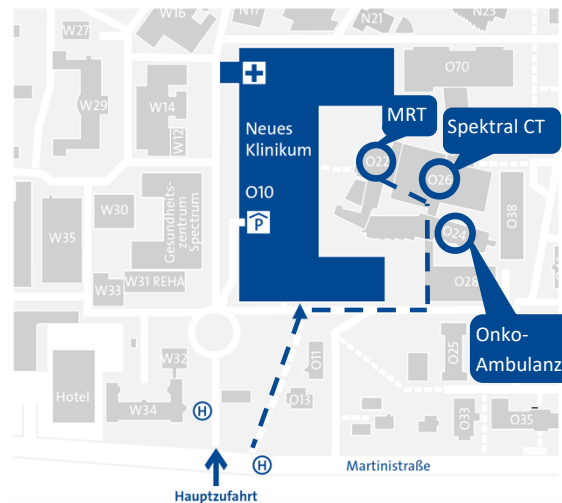 W16
N17
N21
N23
W27
O70
MRT
Spektral CT
W29
W14
Neues
Klinikum
W12
O22
O26
O10
P
W30
Gesundheits-
zentrum
Spectrum
O38
W35
O24
W31 REHA
W33
O28
Onko-
Ambulanz
O11
O25
W32
Hotel
O13
W34
H
O33
O35
H
Martinistraße
Hauptzufahrt